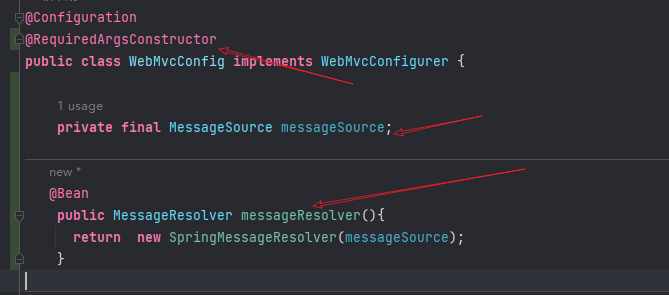 @Configuration
@RequiredArgsConstructor
public class WebMvcConfig implements WebMvcConfigurer {
1 usage
private final MessageSource messageSource;
new *
@Bean
public MessageResolver messageResolver(){
return  new SpringMessageResolver(messageSource);
}